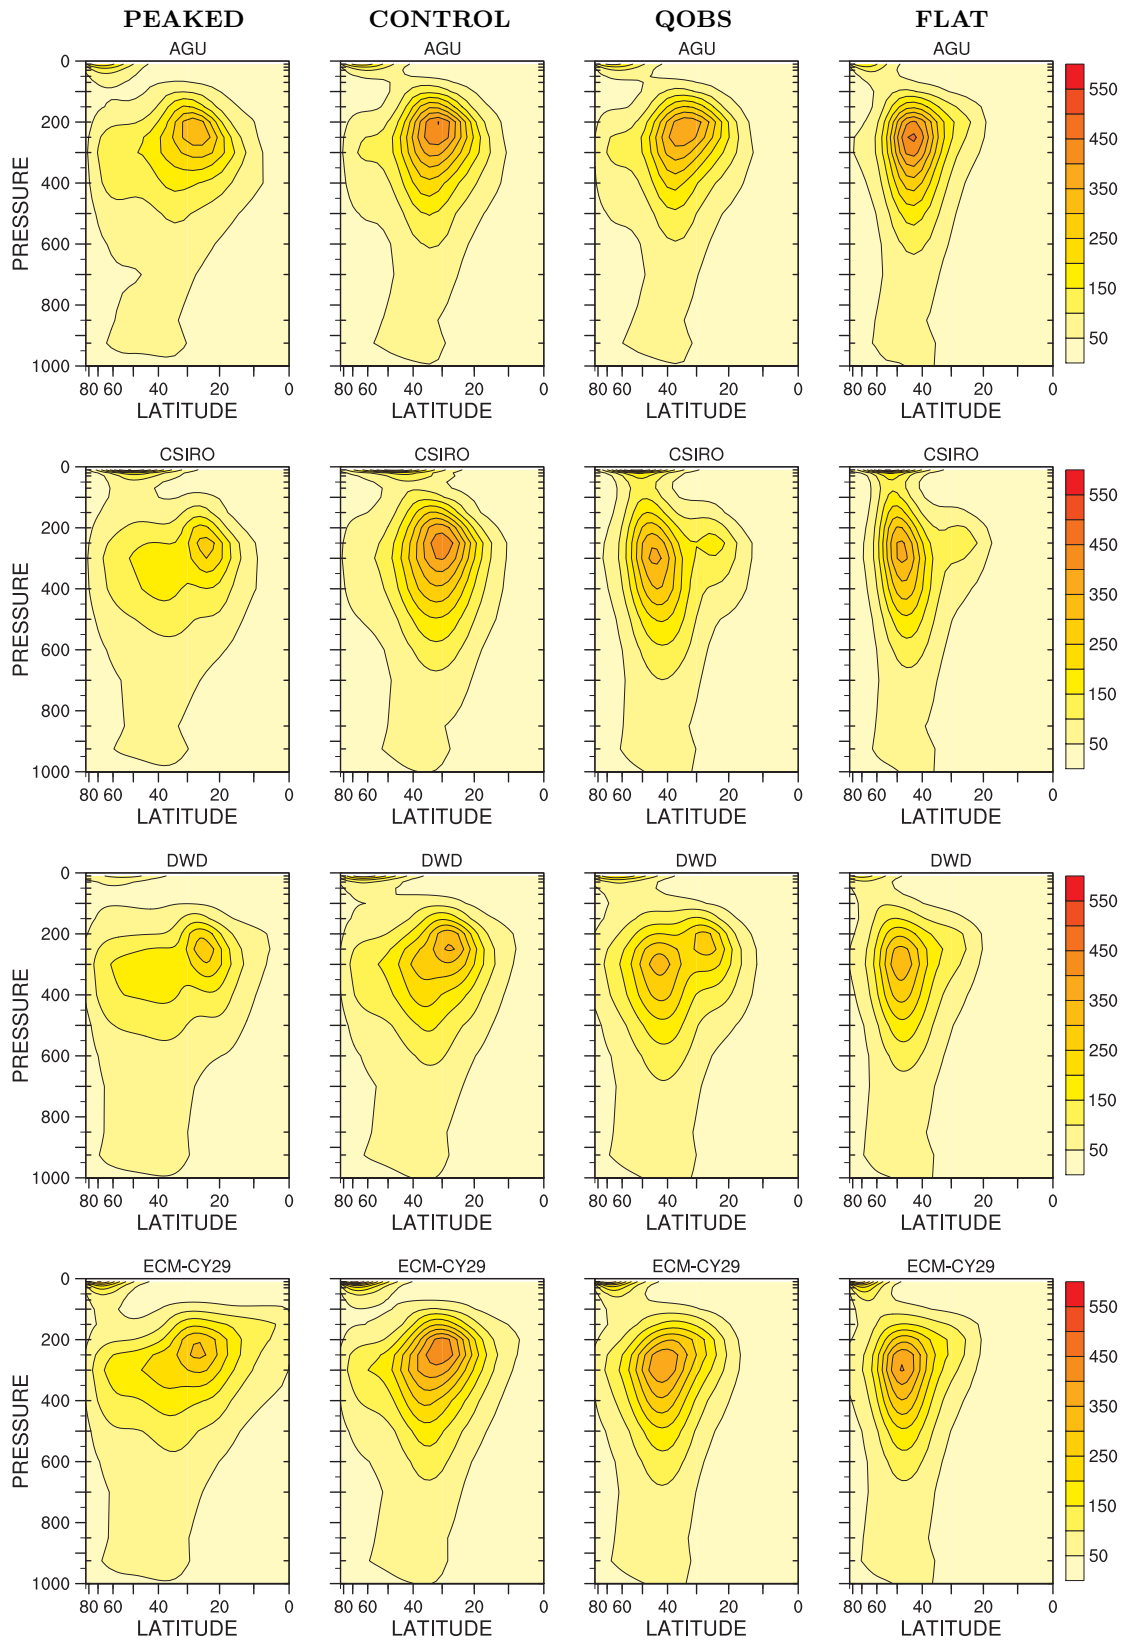 PEAKED CONTROL QOBS FLAT
AGU AGU AGU AGU
0
200
400
600
800
1000
PRESSURE
80 60 40 20 0 80 60 40 20 0 80 60 40 20 0 80 60 40 20 0
LATITUDE LATITUDE LATITUDE LATITUDE
550
450
350
250
150
50
CSIRO CSIRO CSIRO CSIRO
0
200
400
600
800
1000
PRESSURE
80 60 40 20 0 80 60 40 20 0 80 60 40 20 0 80 60 40 20 0
LATITUDE LATITUDE LATITUDE LATITUDE
550
450
350
250
150
50
DWD DWD DWD DWD
0
200
400
600
800
1000
PRESSURE
80 60 40 20 0 80 60 40 20 0 80 60 40 20 0 80 60 40 20 0
LATITUDE LATITUDE LATITUDE LATITUDE
550
450
350
250
150
50
ECM-CY29 ECM-CY29 ECM-CY29 ECM-CY29
0
200
400
600
800
1000
PRESSURE
80 60 40 20 0 80 60 40 20 0 80 60 40 20 0 80 60 40 20 0
LATITUDE LATITUDE LATITUDE LATITUDE
550
450
350
250
150
50